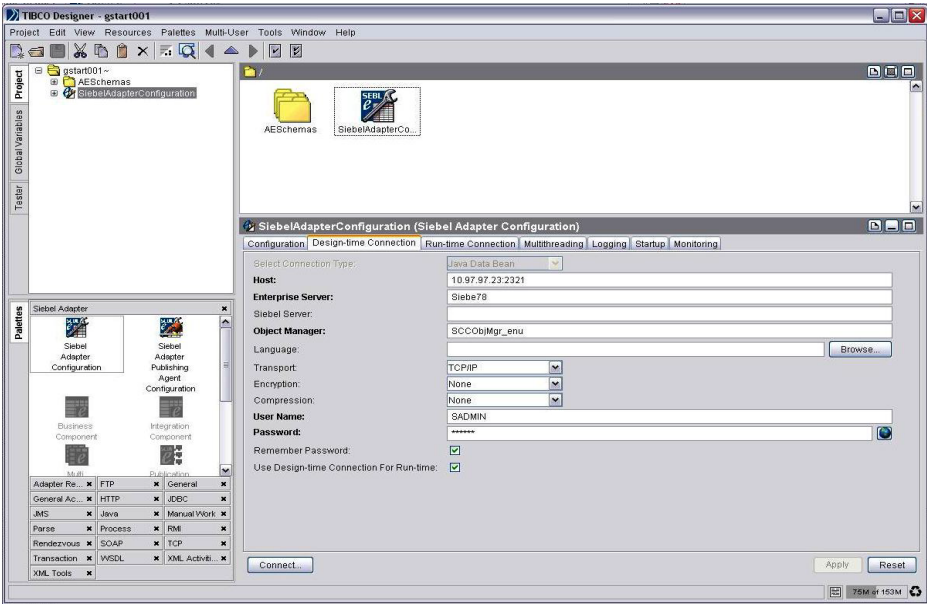 TIBCO Designer - gstart001
Project Edit View Resources Palettes Multi-User Tools Window Help
Project
Global Variables
Tester
gstart001~
AESchemas
SiebelAdapterConfiguration
/
AESchemas
SEBL
SiebelAdapterCo...
SiebelAdapterConfiguration (Siebel Adapter Configuration)
Configuration Design-time Connection Run-time Connection Multithreading Logging Startup Monitoring
Select Connection Type: Java Data Bean
Host: 10.97.97.23:2321
Enterprise Server: Siebe78
Siebel Server:
Object Manager: SCCObjMgr_enu
Language: Browse...
Transport: TCP/IP
Encryption: None
Compression: None
User Name: SADMIN
Password: ******
Remember Password:
Use Design-time Connection For Run-time:
Connect... Apply Reset
Palettes
Siebel Adapter
Siebel
Adapter
Configuration
Siebel
Adapter
Publishing
Agent
Configuration
Business
Component
Integration
Component
Multi
Publication
Adapter Re... FTP General
General Ac... HTTP JDBC
JMS Java Manual Work
Parse Process RMI
Rendezvous SOAP TCP
Transaction WSDL XML Activiti...
XML Tools
75M of 153M